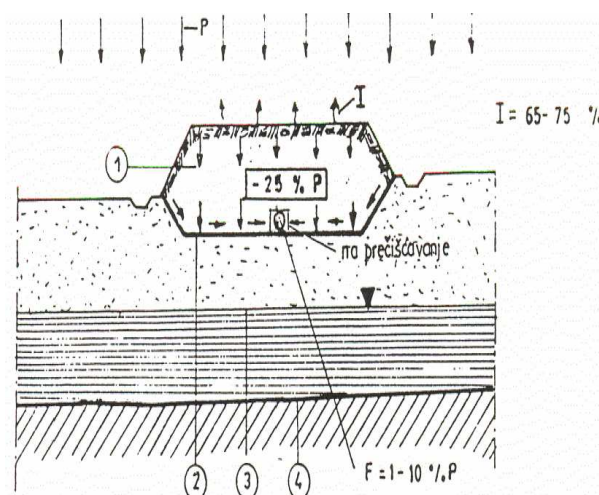 P
I
I = 65-75 %
1
- 25 % P
na prečišćavanje
2
3
4
F = 1-10 % P